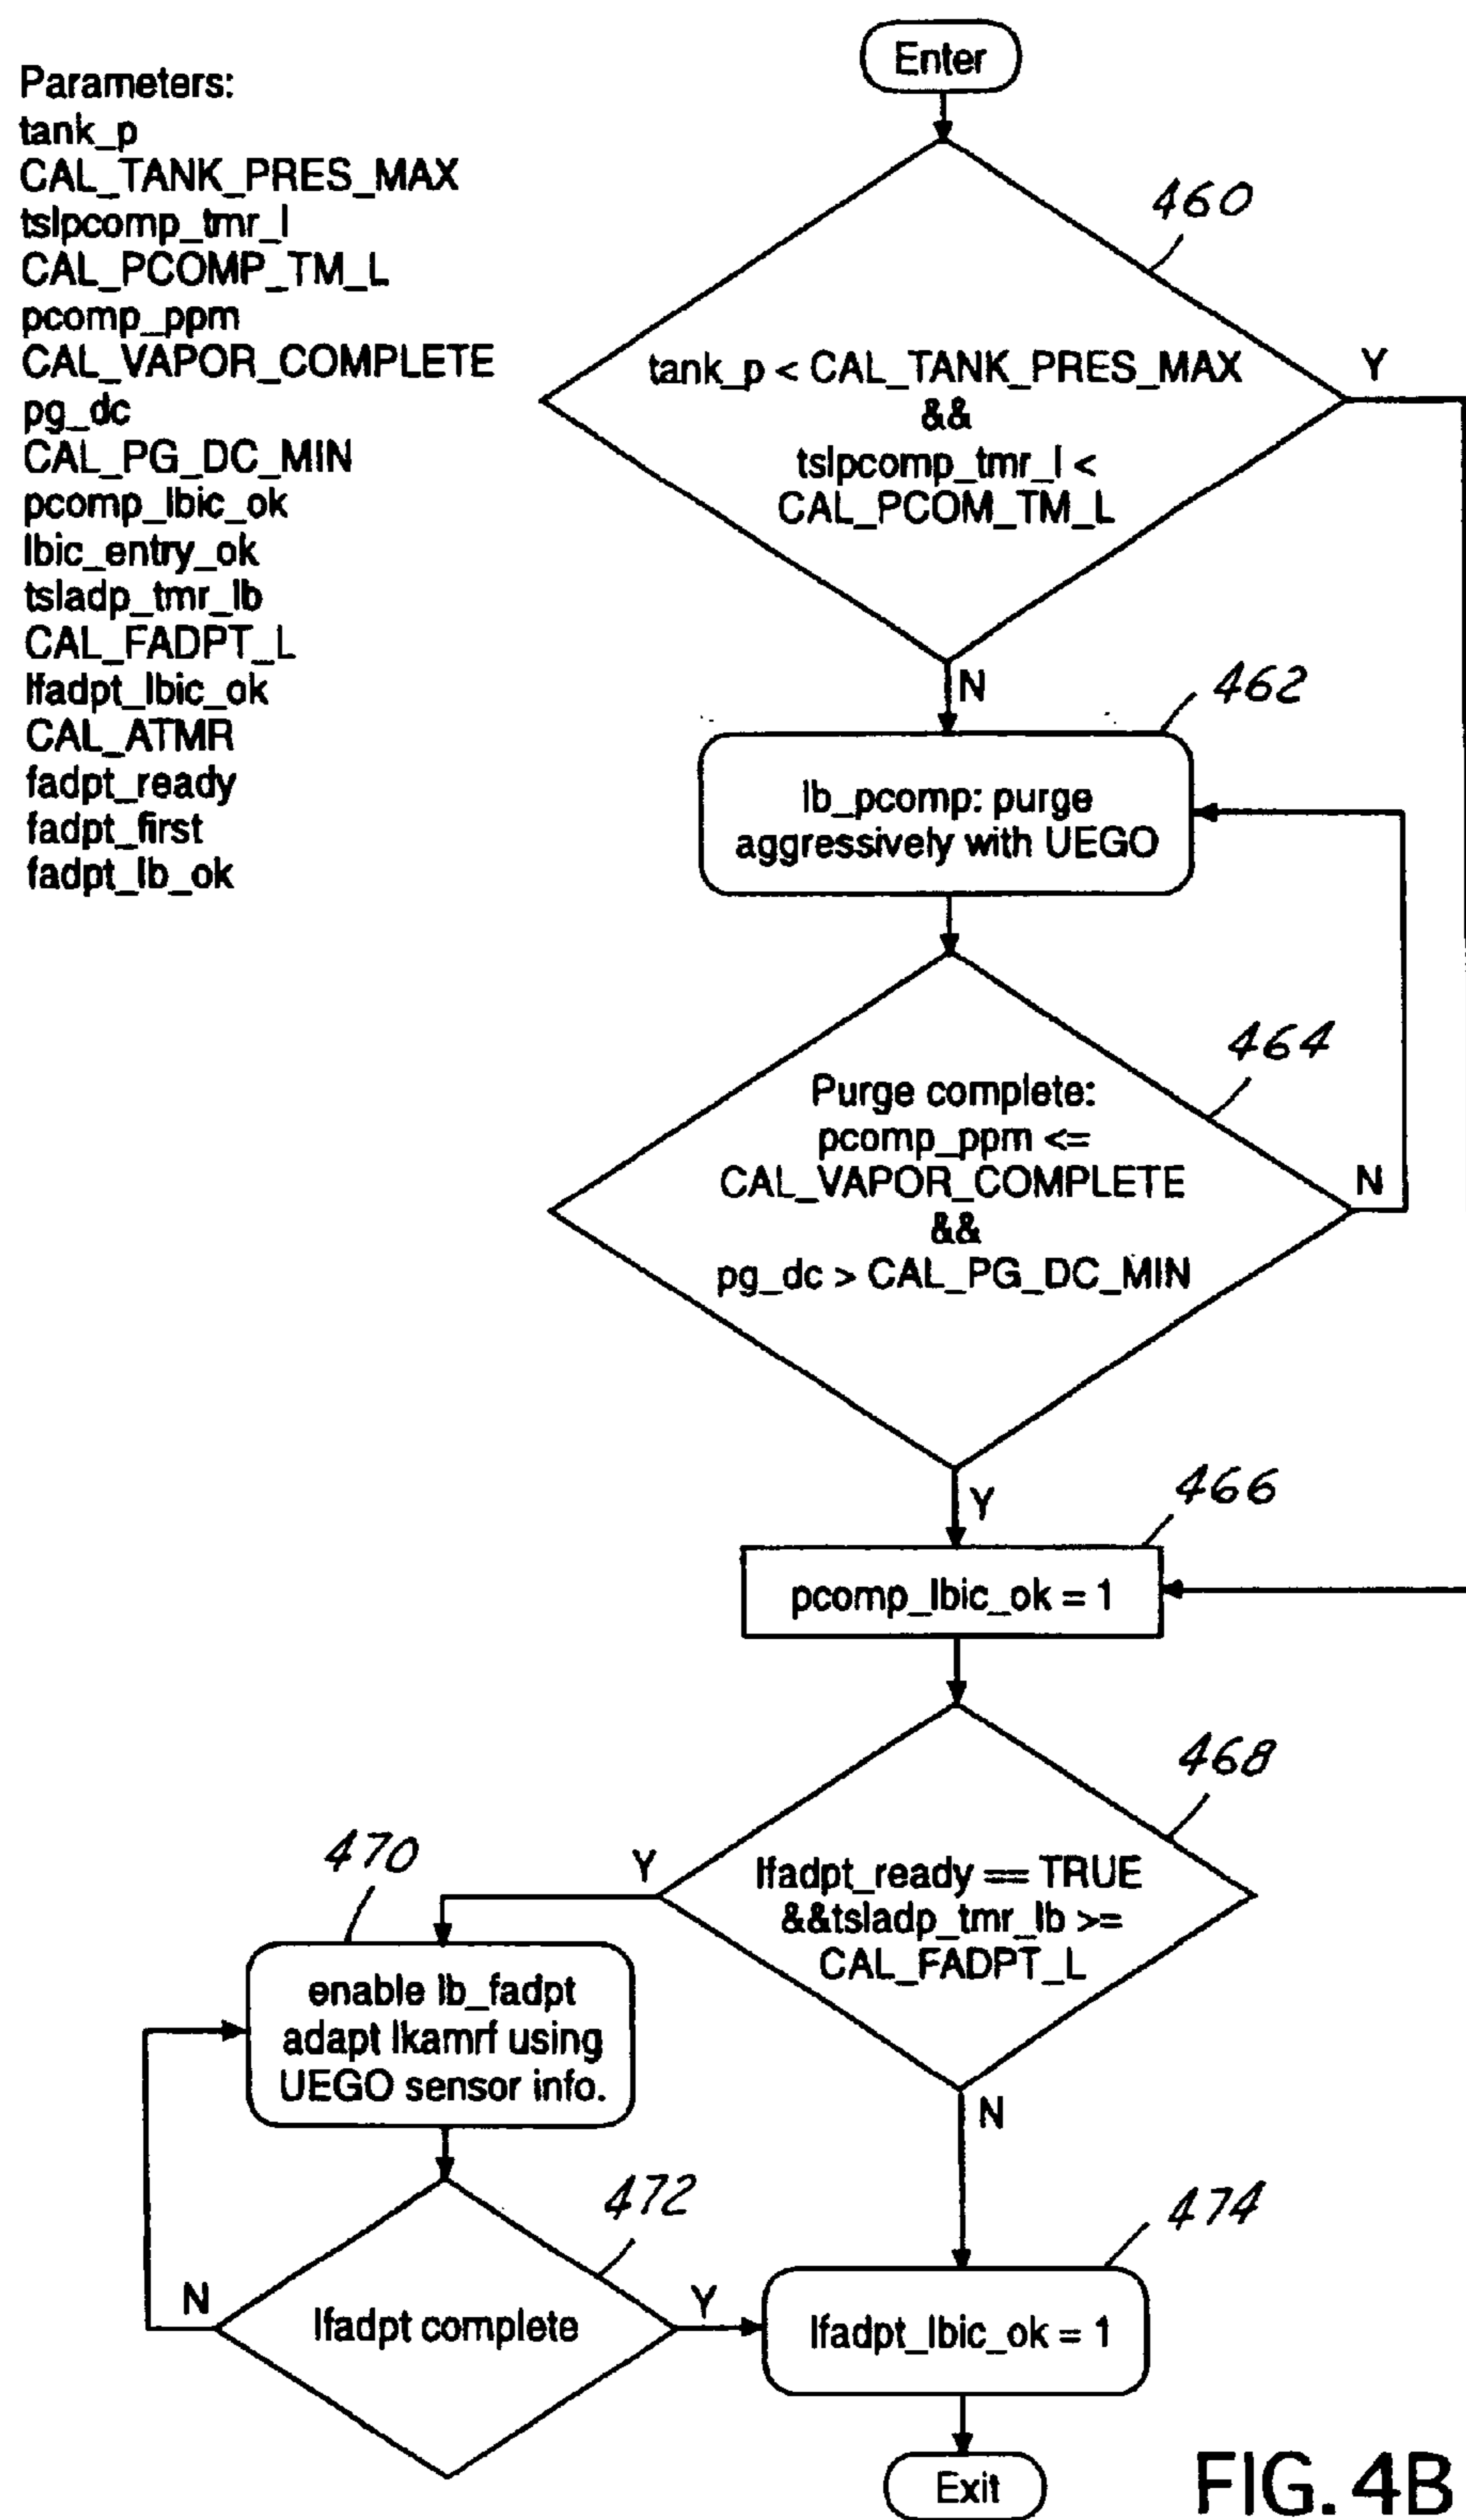 Parameters:
tank_p
CAL_TANK_PRES_MAX
tslpcomp_tmr_l
CAL_PCOMP_TM_L
pcomp_ppm
CAL_VAPOR_COMPLETE
pg_dc
CAL_PG_DC_MIN
pcomp_lbic_ok
lbic_entry_ok
tsladp_tmr_lb
CAL_FADPT_L
lfadpt_lbic_ok
CAL_ATMR
fadpt_ready
fadpt_first
fadpt_lb_ok
Enter
460
tank_p < CAL_TANK_PRES_MAX
&&
tslpcomp_tmr_l <
CAL_PCOM_TM_L
Y
N
462
lb_pcomp: purge
aggressively with UEGO
464
Purge complete:
pcomp_ppm <=
CAL_VAPOR_COMPLETE
&&
pg_dc > CAL_PG_DC_MIN
N
Y
466
pcomp_lbic_ok = 1
468
lfadpt_ready == TRUE
&&tsladp_tmr_lb >=
CAL_FADPT_L
Y
N
470
enable lb_fadpt
adapt lkamrf using
UEGO sensor info.
472
lfadpt complete
N
Y
474
lfadpt_lbic_ok = 1
Exit
FIG. 4B